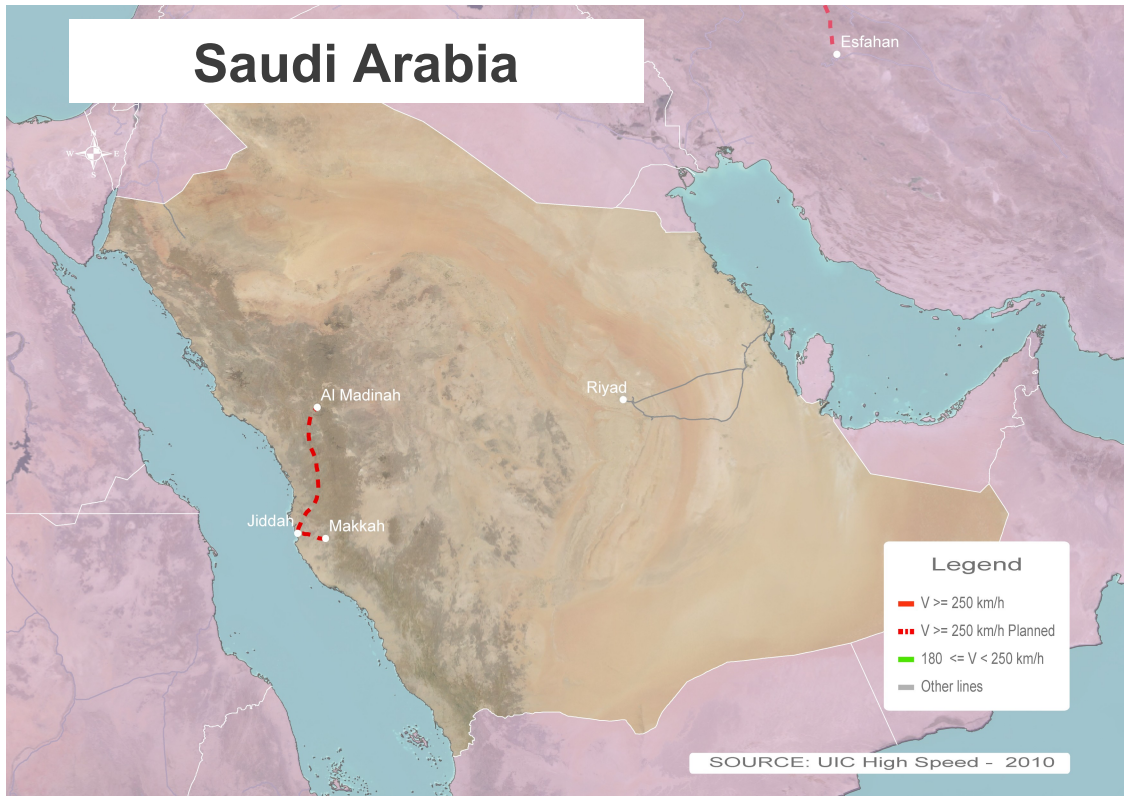 Saudi Arabia
Esfahan
N
W E
S
Riyad
Al Madinah
Jiddah
Makkah
Legend
V >= 250 km/h
V >= 250 km/h Planned
180 <= V < 250 km/h
Other lines
SOURCE: UIC High Speed - 2010